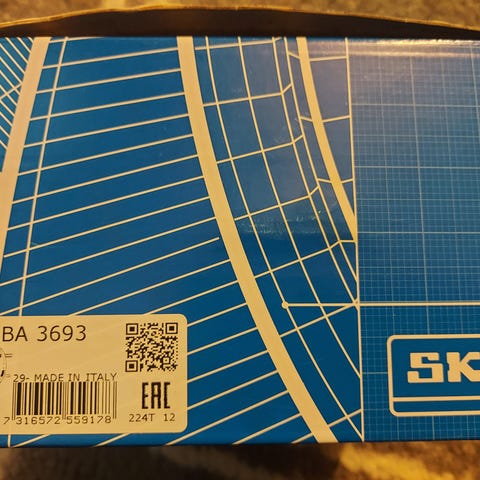 BA 3693
29- MADE IN ITALY
EAC
7 316572 559178
224T 12
SK